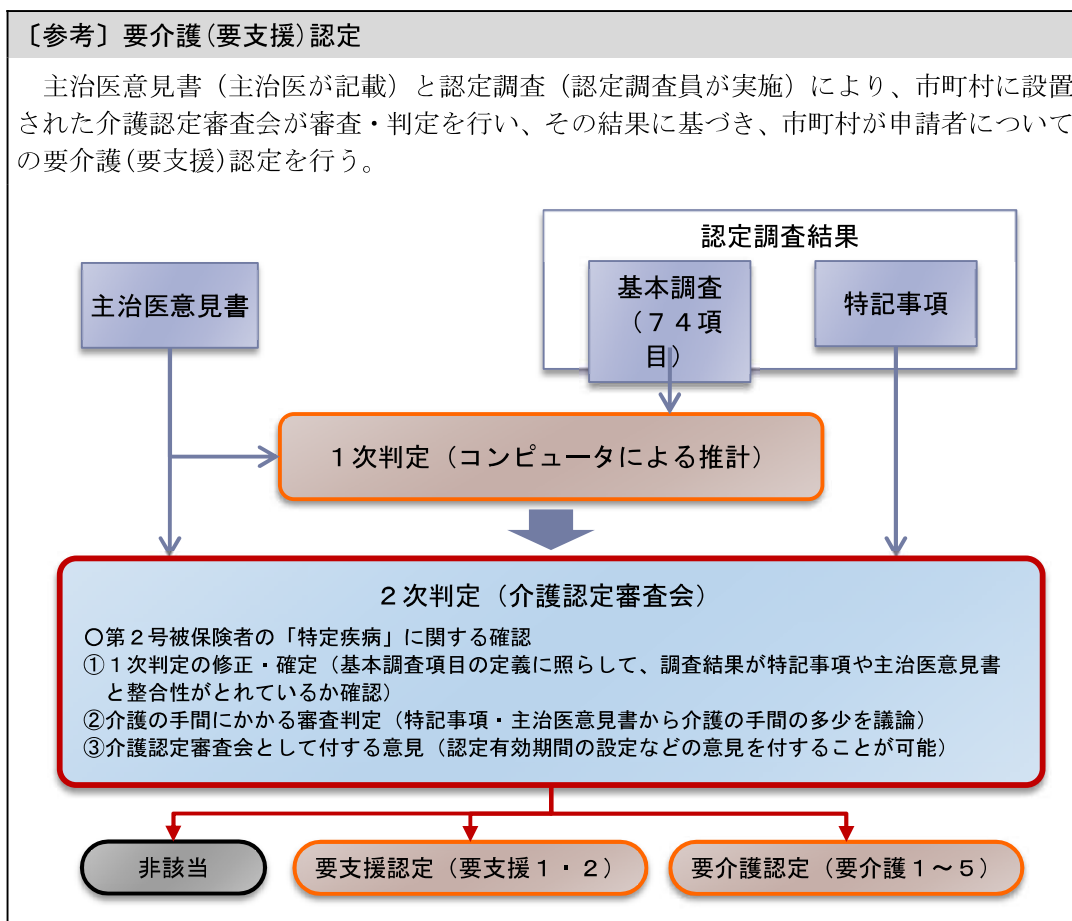 〔参考〕要介護(要支援)認定
主治医意見書（主治医が記載）と認定調査（認定調査員が実施）により、市町村に設置
された介護認定審査会が審査・判定を行い、その結果に基づき、市町村が申請者について
の要介護(要支援)認定を行う。
認定調査結果
主治医意見書
基本調査
（７４項
目）
特記事項
１次判定（コンピュータによる推計）
２次判定（介護認定審査会）
〇第２号被保険者の「特定疾病」に関する確認
①１次判定の修正・確定（基本調査項目の定義に照らして、調査結果が特記事項や主治医意見書
と整合性がとれているか確認）
②介護の手間にかかる審査判定（特記事項・主治医意見書から介護の手間の多少を議論）
③介護認定審査会として付する意見（認定有効期間の設定などの意見を付することが可能）
非該当
要支援認定（要支援１・２）
要介護認定（要介護１～５）